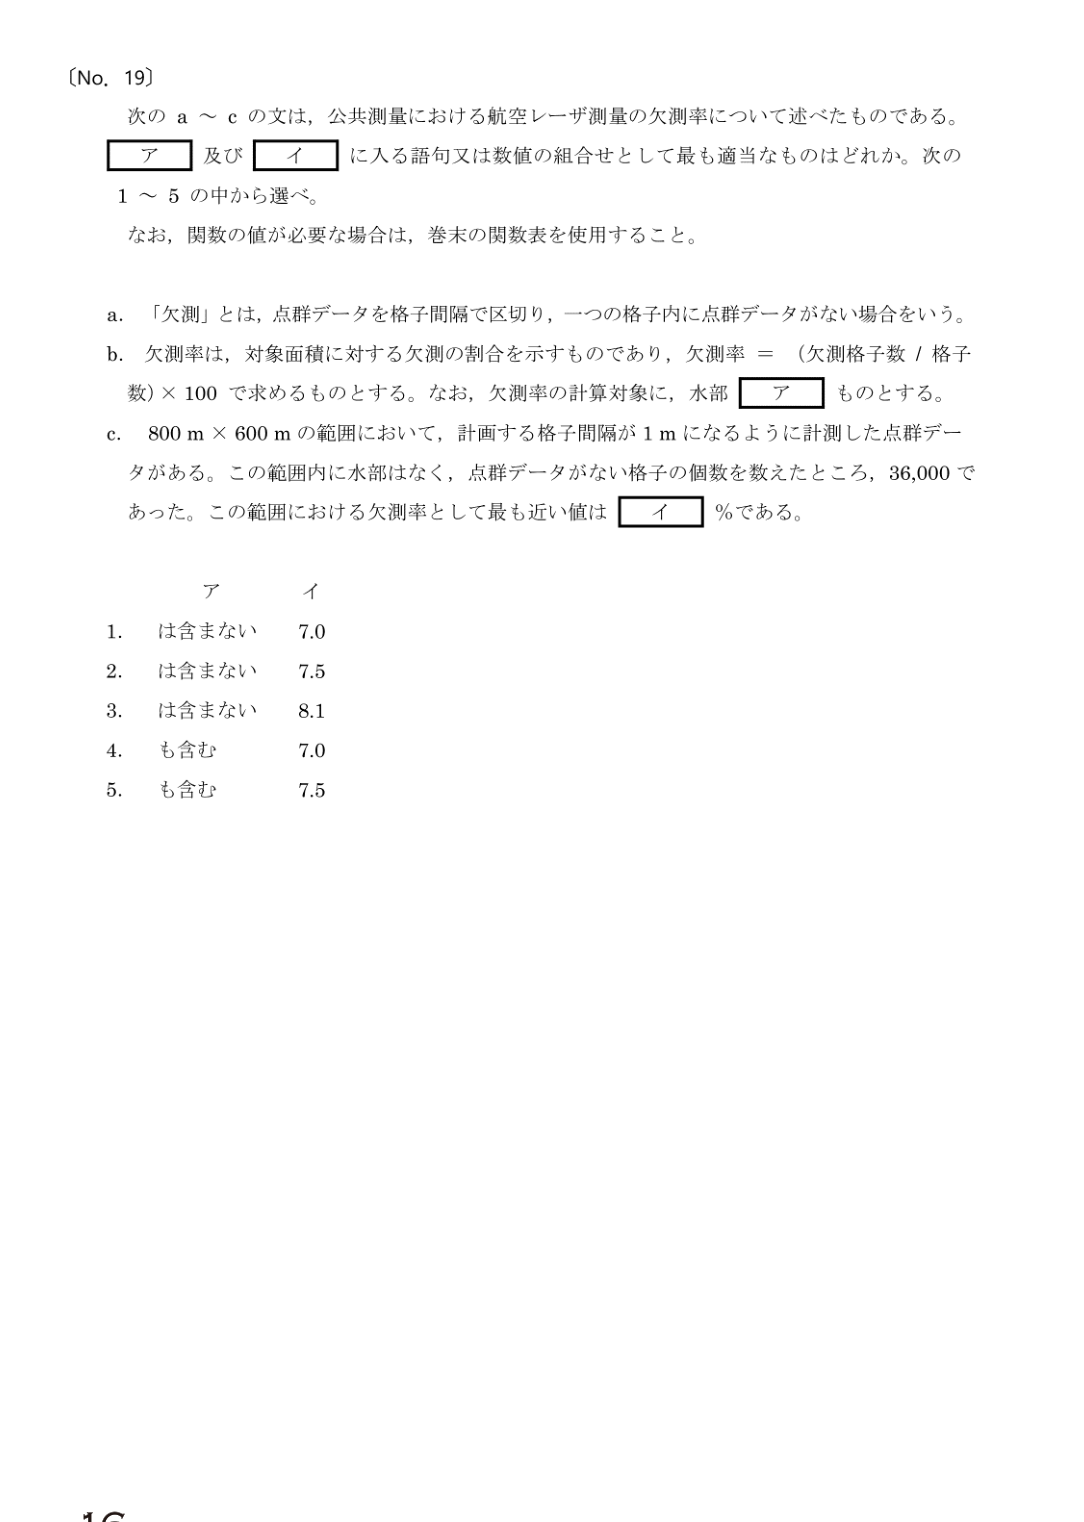 〔No. 19〕
次の a ～ c の文は，公共測量における航空レーザ測量の欠測率について述べたものである。
ア 及び イ に入る語句又は数値の組合せとして最も適当なものはどれか。次の
1 ～ 5 の中から選べ。
なお，関数の値が必要な場合は，巻末の関数表を使用すること。
a. 「欠測」とは，点群データを格子間隔で区切り，一つの格子内に点群データがない場合をいう。
b. 欠測率は，対象面積に対する欠測の割合を示すものであり，欠測率 ＝ （欠測格子数 / 格子
数）× 100 で求めるものとする。なお，欠測率の計算対象に，水部 ア ものとする。
c. 800 m × 600 m の範囲において，計画する格子間隔が 1 m になるように計測した点群デー
タがある。この範囲内に水部はなく，点群データがない格子の個数を数えたところ，36,000 で
あった。この範囲における欠測率として最も近い値は イ ％である。
ア イ
1. は含まない 7.0
2. は含まない 7.5
3. は含まない 8.1
4. も含む 7.0
5. も含む 7.5